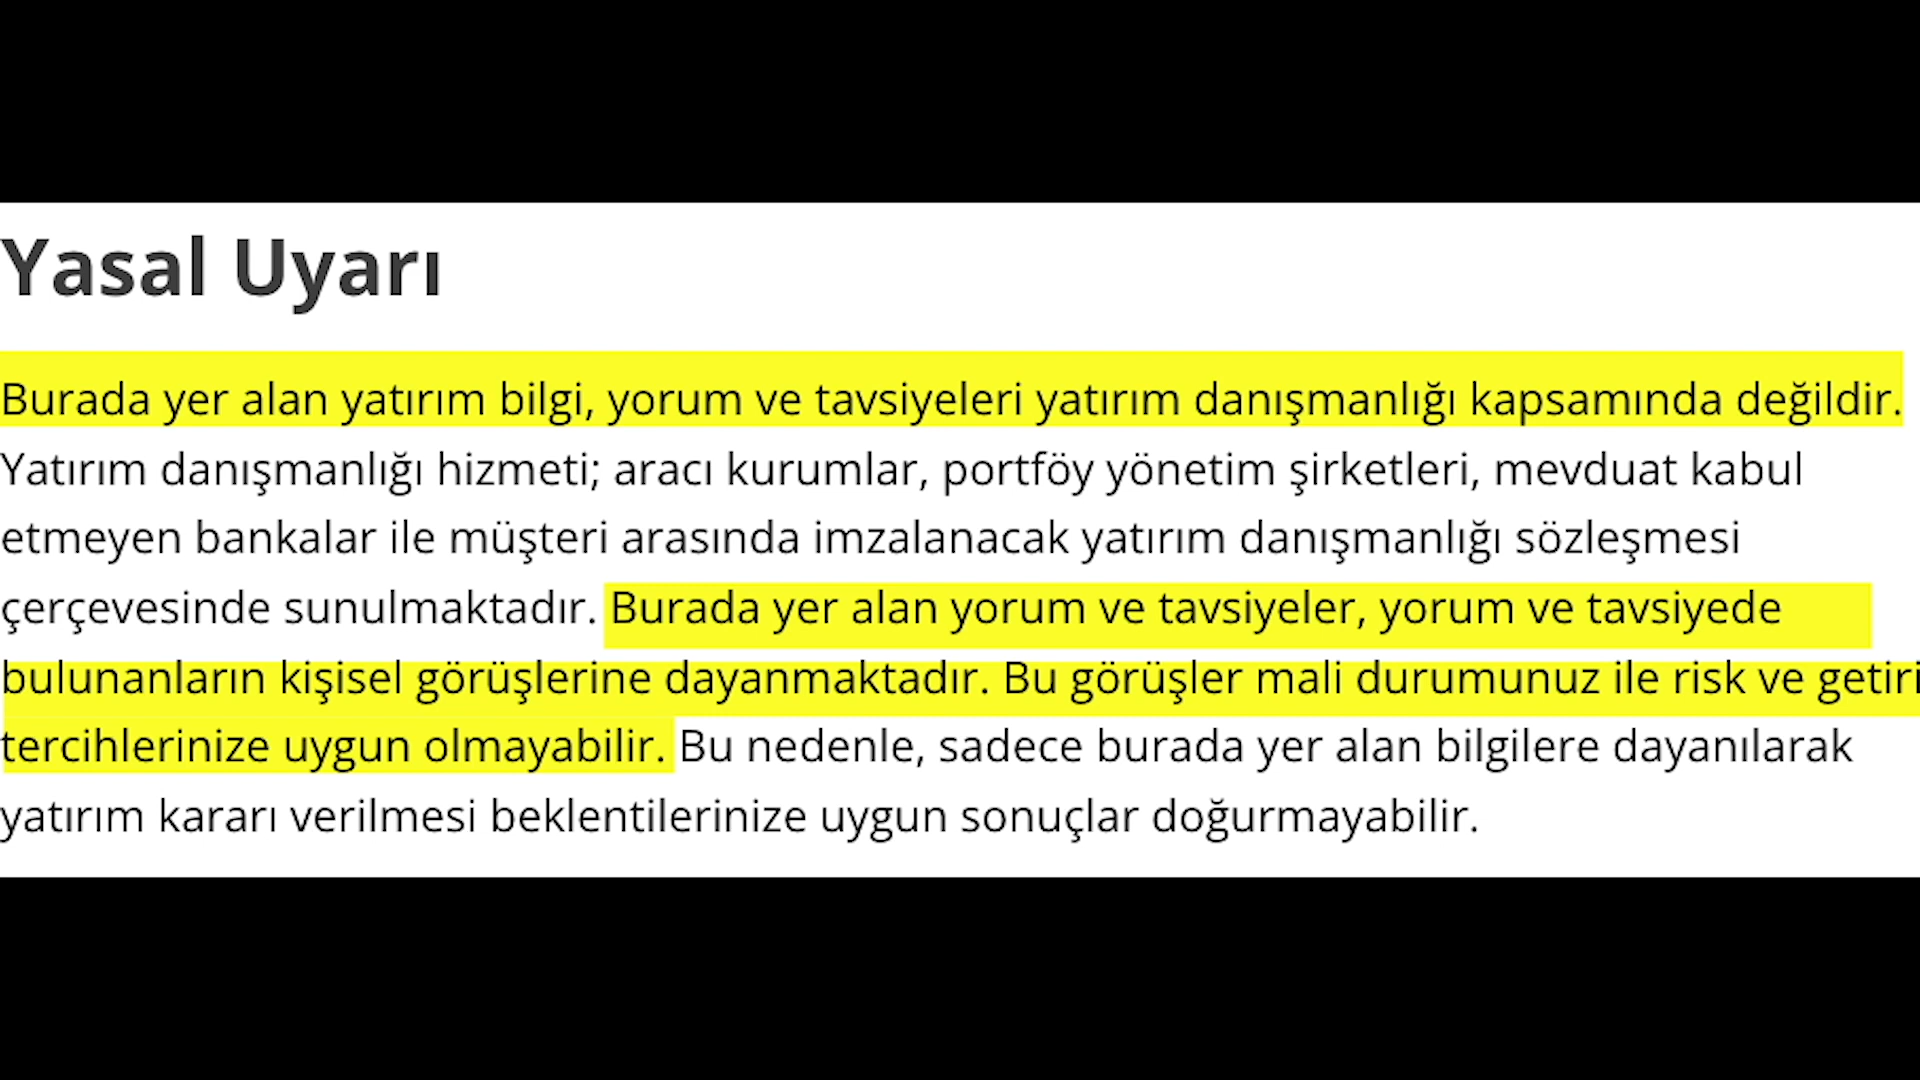 Yasal Uyarı
Burada yer alan yatırım bilgi, yorum ve tavsiyeleri yatırım danışmanlığı kapsamında değildir.
Yatırım danışmanlığı hizmeti; aracı kurumlar, portföy yönetim şirketleri, mevduat kabul
etmeyen bankalar ile müşteri arasında imzalanacak yatırım danışmanlığı sözleşmesi
çerçevesinde sunulmaktadır. Burada yer alan yorum ve tavsiyeler, yorum ve tavsiyede
bulunanların kişisel görüşlerine dayanmaktadır. Bu görüşler mali durumunuz ile risk ve getiri
tercihlerinize uygun olmayabilir. Bu nedenle, sadece burada yer alan bilgilere dayanılarak
yatırım kararı verilmesi beklentilerinize uygun sonuçlar doğurmayabilir.